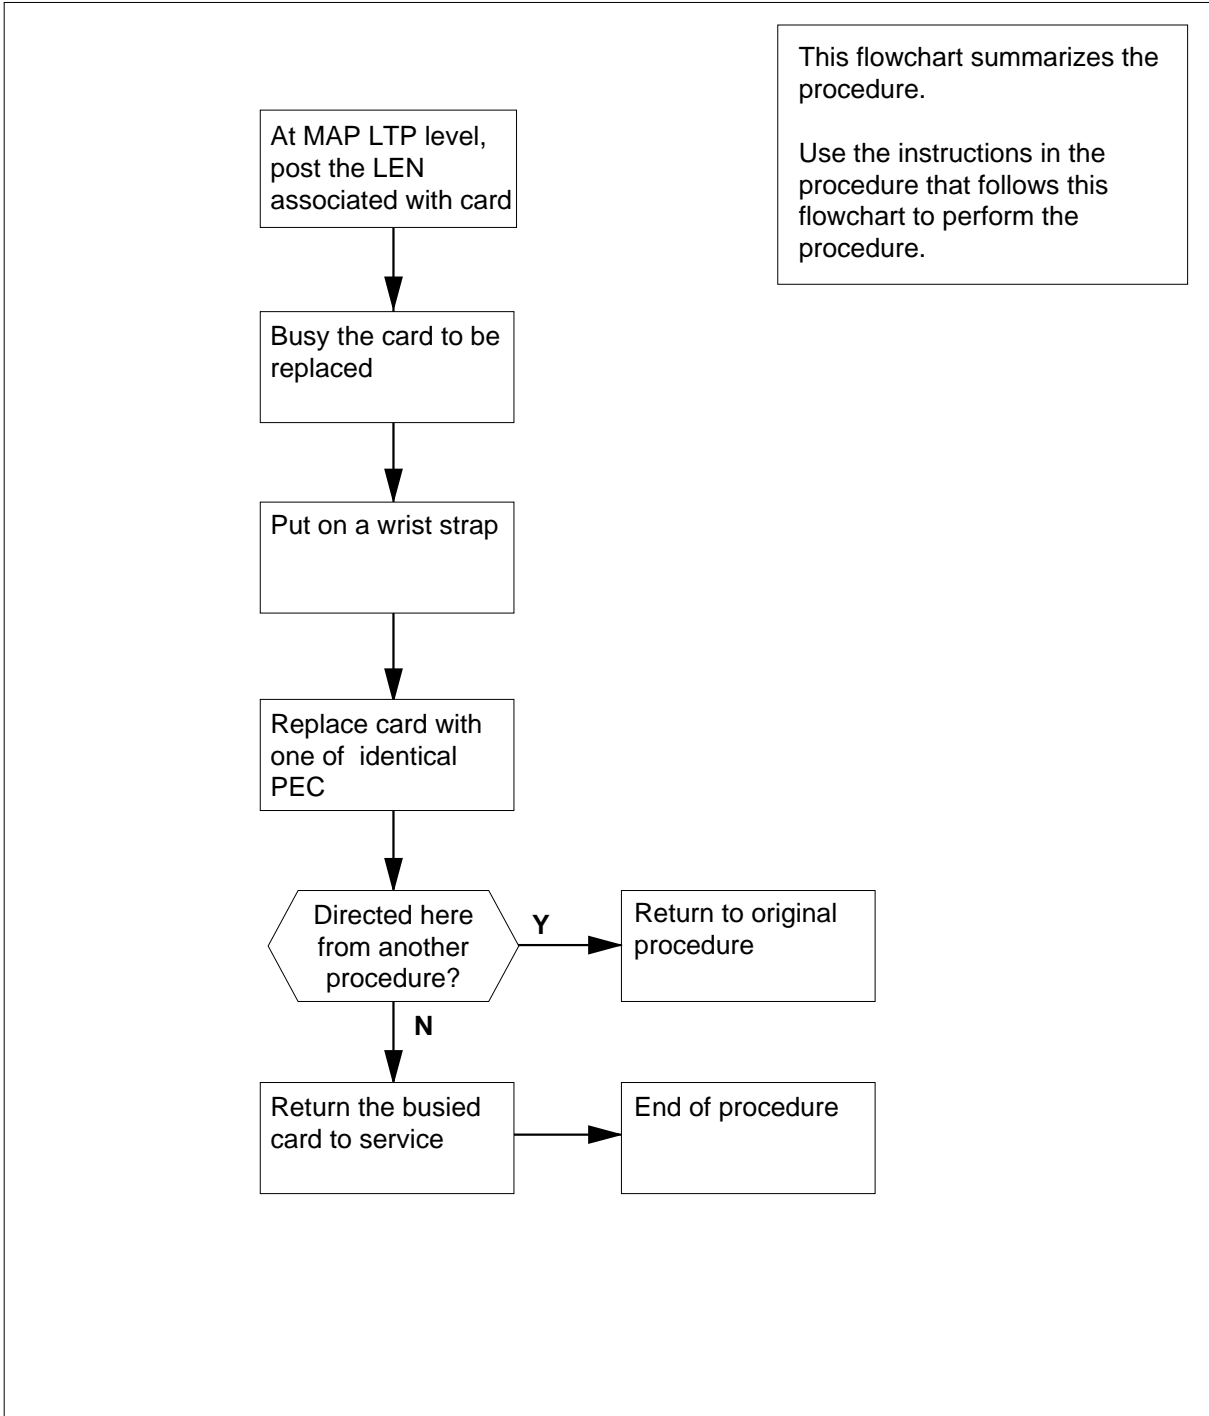 This flowchart summarizes the
procedure.
Use the instructions in the
procedure that follows this
flowchart to perform the
procedure.
At MAP LTP level,
post the LEN
associated with card
Busy the card to be
replaced
Put on a wrist strap
Replace card with
one of  identical
PEC
Directed here
from another
procedure?
Y
Return to original
procedure
N
Return the busied
card to service
End of procedure